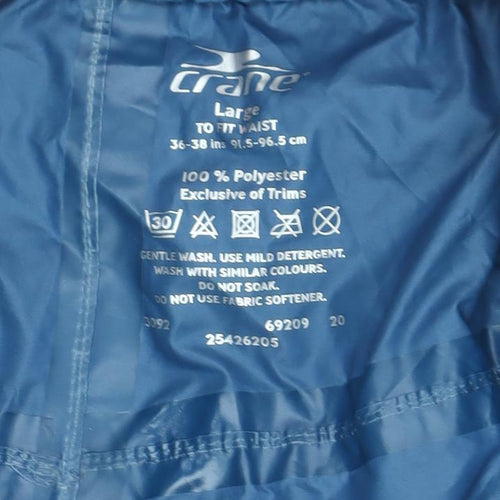 crane
Large
TO FIT WAIST
36-38 ins 91.5-96.5 cm
100 % Polyester
Exclusive of Trims
30
GENTLE WASH. USE MILD DETERGENT.
WASH WITH SIMILAR COLOURS.
DO NOT SOAK.
DO NOT USE FABRIC SOFTENER.
3092 69209 20
25426205